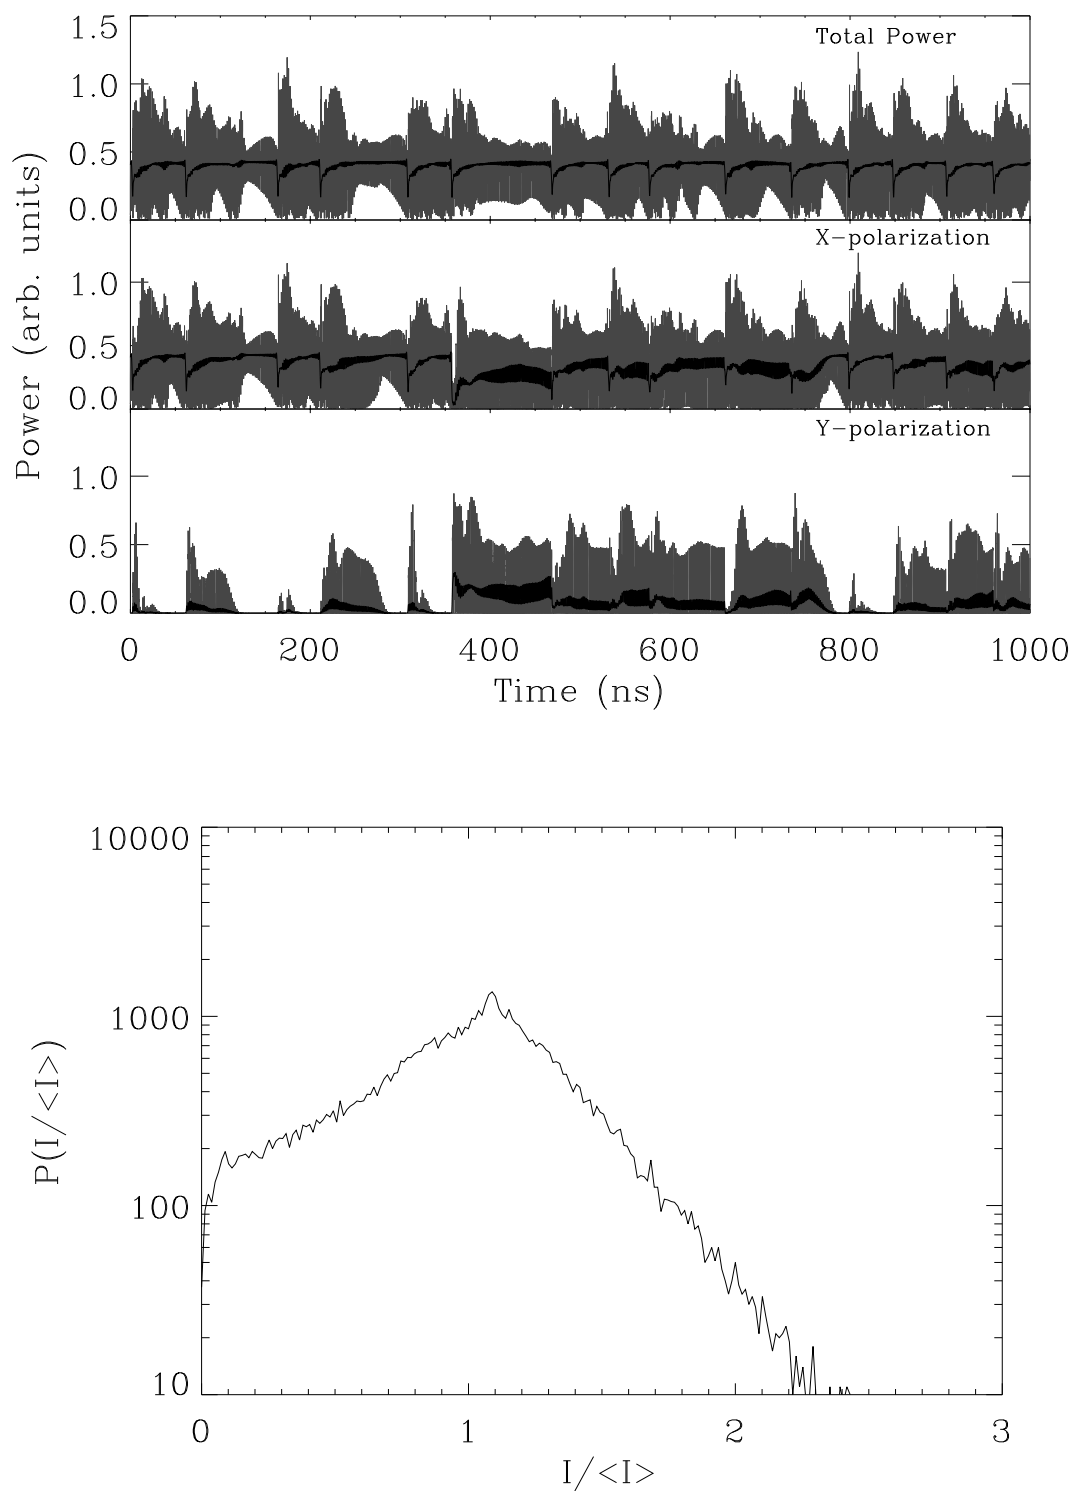 1.5
Total Power
1.0
0.5
0.0
X-polarization
1.0
0.5
0.0
Y-polarization
1.0
0.5
0.0
Power (arb. units)
0 200 400 600 800 1000
Time (ns)
10000
1000
100
10
P(I/<I>)
0 1 2 3
I/<I>